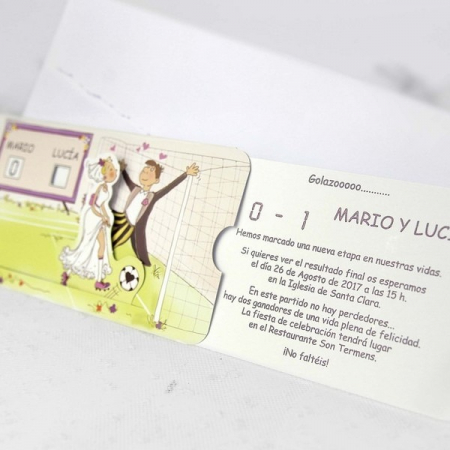 MARIO LUCÍA
0
Golazooooo...........
0 - 1 MARIO Y LUCÍ
Hemos marcado una nueva etapa en nuestras vidas.
Si quieres ver el resultado final os esperamos
el día 26 de Agosto de 2017 a las 15 h.
en la Iglesia de Santa Clara.
En este partido no hay perdedores...
hay dos ganadores de una vida plena de felicidad.
La fiesta de celebración tendrá lugar
en el Restaurante Son Termens.
¡No faltéis!